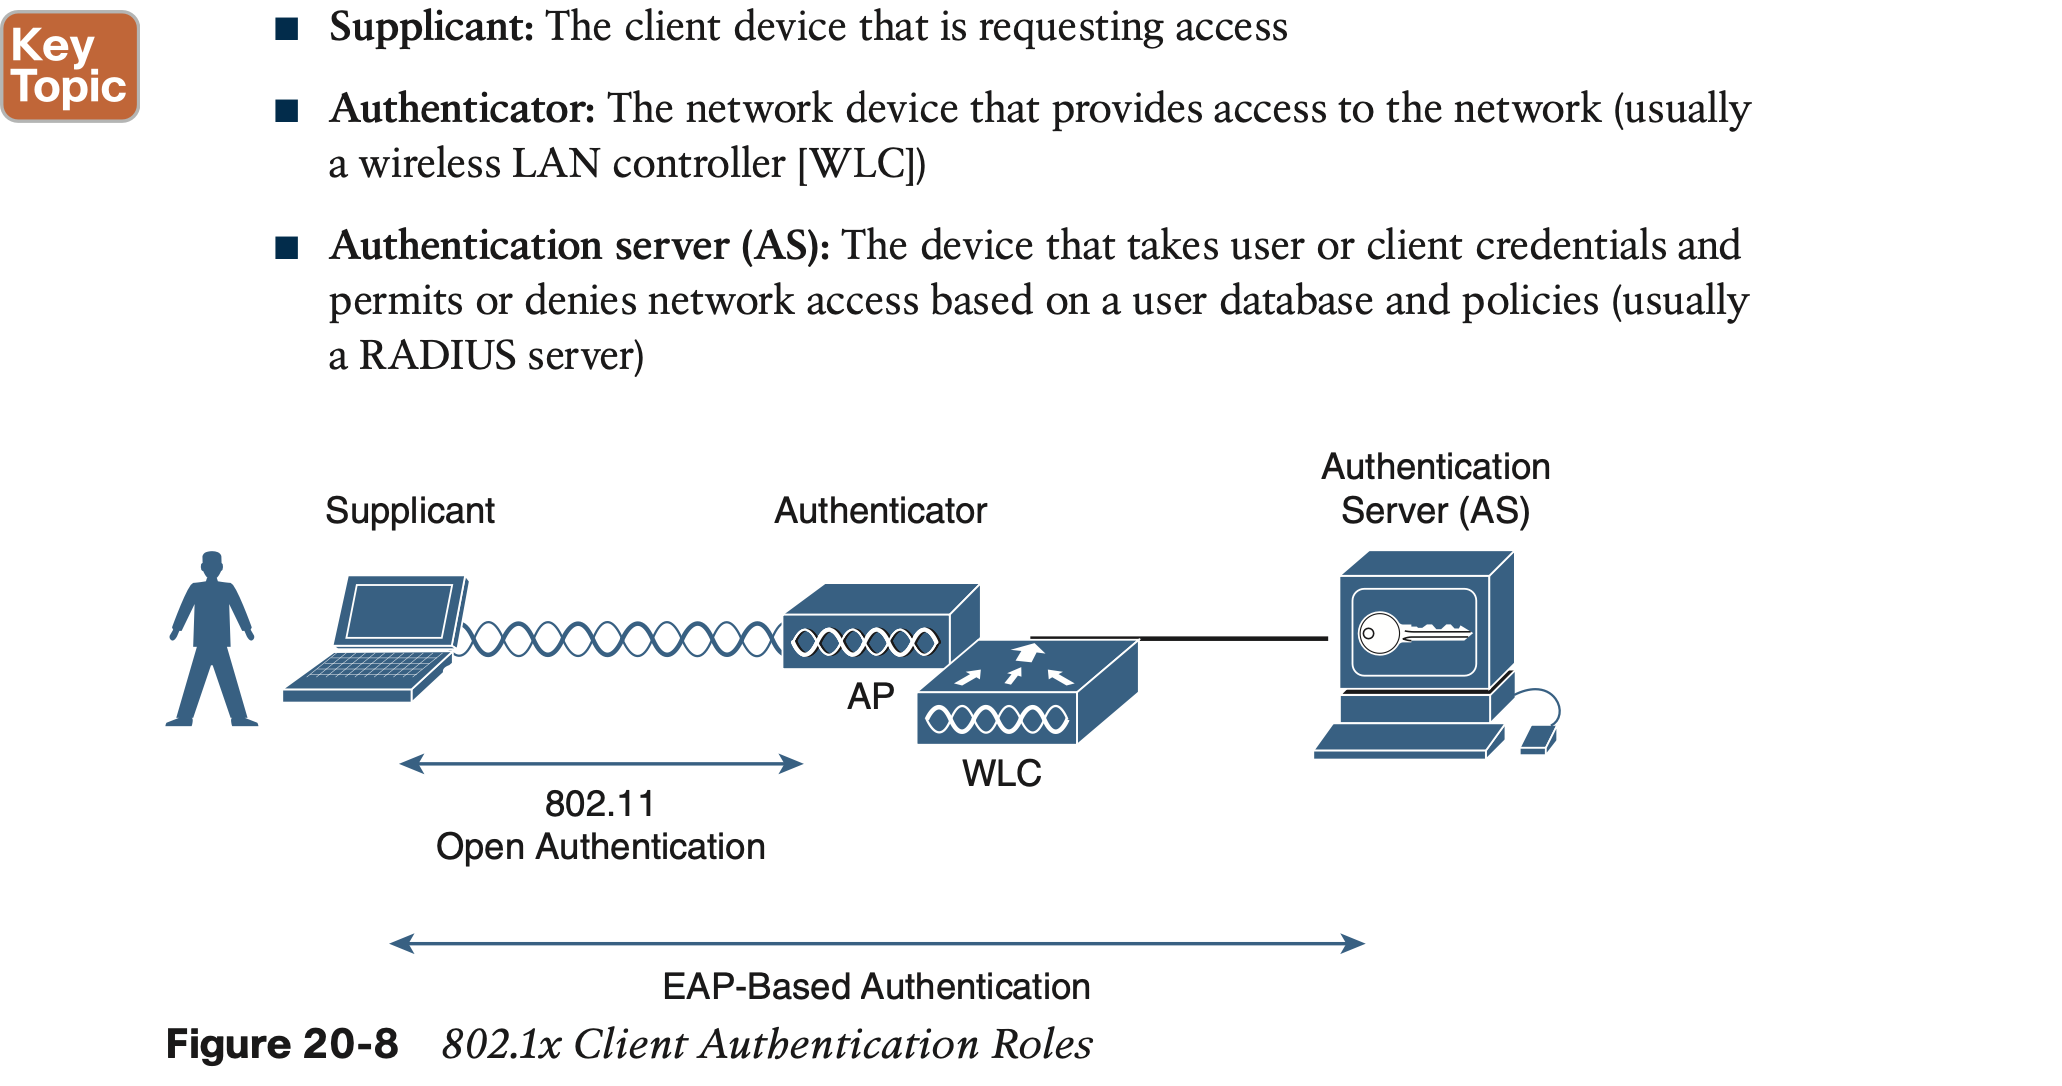 Key
Topic
■ Supplicant: The client device that is requesting access
■ Authenticator: The network device that provides access to the network (usually
a wireless LAN controller [WLC])
■ Authentication server (AS): The device that takes user or client credentials and
permits or denies network access based on a user database and policies (usually
a RADIUS server)
Supplicant
Authenticator
Authentication
Server (AS)
AP
WLC
802.11
Open Authentication
EAP-Based Authentication
Figure 20-8 802.1x Client Authentication Roles